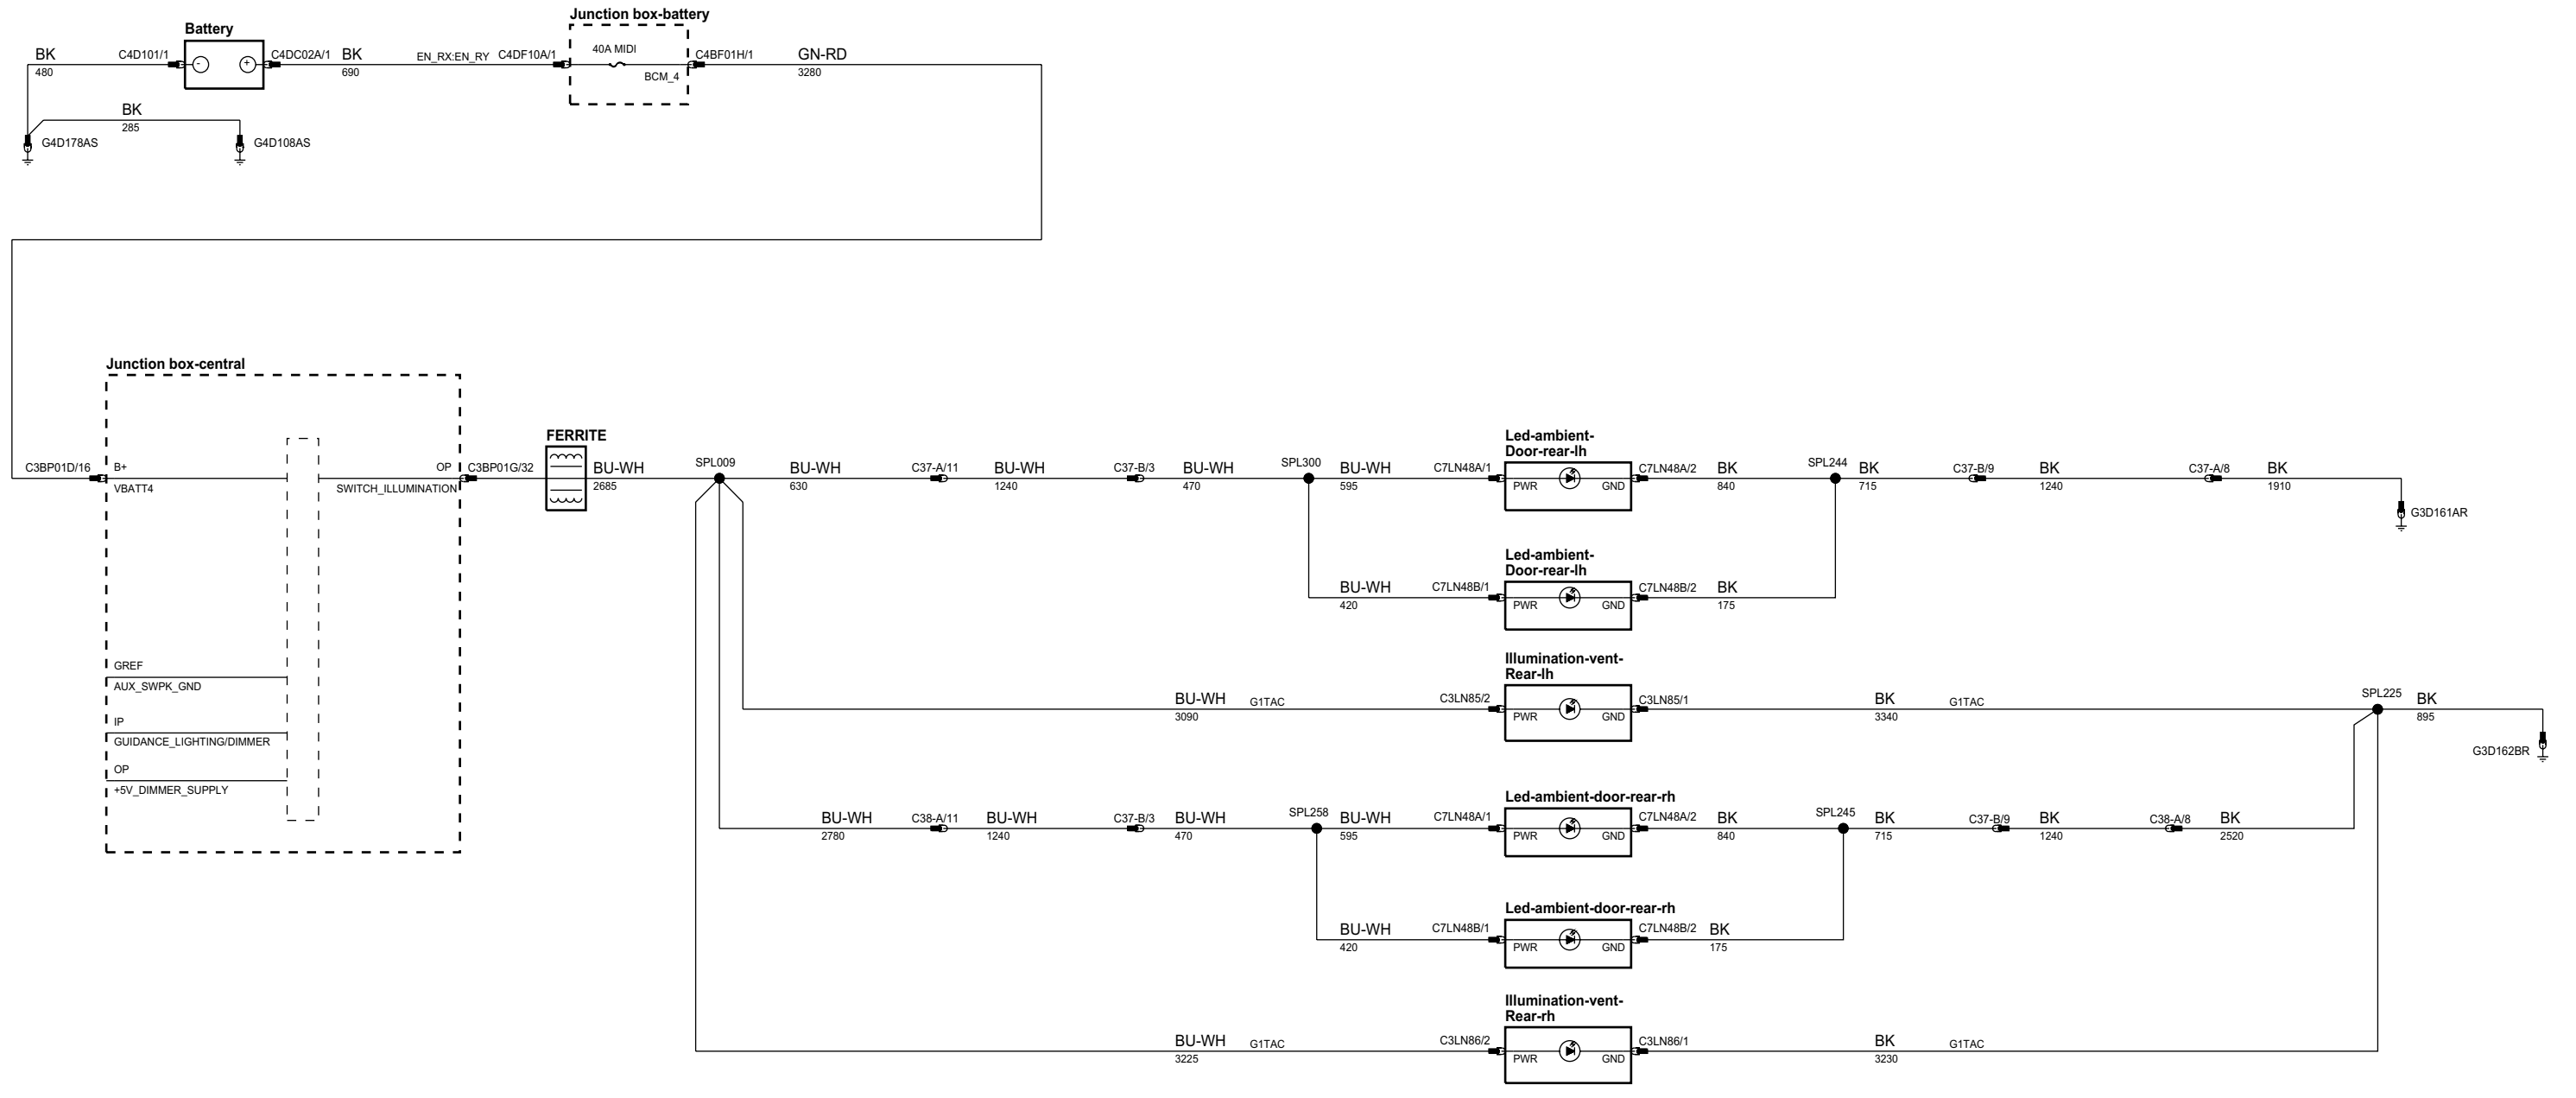 Junction box-battery
Battery
BK
480
C4D101/1
-
+
C4DC02A/1
BK
690
EN_RX:EN_RY
C4DF10A/1
40A MIDI
BCM_4
C4BF01H/1
GN-RD
3280
BK
285
G4D178AS
G4D108AS
Junction box-central
C3BP01D/16
B+
VBATT4
OP
SWITCH_ILLUMINATION
C3BP01G/32
FERRITE
BU-WH
2685
SPL009
BU-WH
630
C37-A/11
BU-WH
1240
C37-B/3
BU-WH
470
SPL300
BU-WH
595
C7LN48A/1
Led-ambient-
Door-rear-lh
PWR
GND
C7LN48A/2
BK
840
SPL244
BK
715
C37-B/9
BK
1240
C37-A/8
BK
1910
G3D161AR
BU-WH
420
C7LN48B/1
Led-ambient-
Door-rear-lh
PWR
GND
C7LN48B/2
BK
175
GREF
AUX_SWPK_GND
IP
GUIDANCE_LIGHTING/DIMMER
OP
+5V_DIMMER_SUPPLY
BU-WH
3090
G1TAC
C3LN85/2
Illumination-vent-
Rear-lh
PWR
GND
C3LN85/1
BK
3340
G1TAC
SPL225
BK
895
G3D162BR
BU-WH
2780
C38-A/11
BU-WH
1240
C37-B/3
BU-WH
470
SPL258
BU-WH
595
C7LN48A/1
Led-ambient-door-rear-rh
PWR
GND
C7LN48A/2
BK
840
SPL245
BK
715
C37-B/9
BK
1240
C38-A/8
BK
2520
BU-WH
420
C7LN48B/1
Led-ambient-door-rear-rh
PWR
GND
C7LN48B/2
BK
175
BU-WH
3225
G1TAC
C3LN86/2
Illumination-vent-
Rear-rh
PWR
GND
C3LN86/1
BK
3230
G1TAC